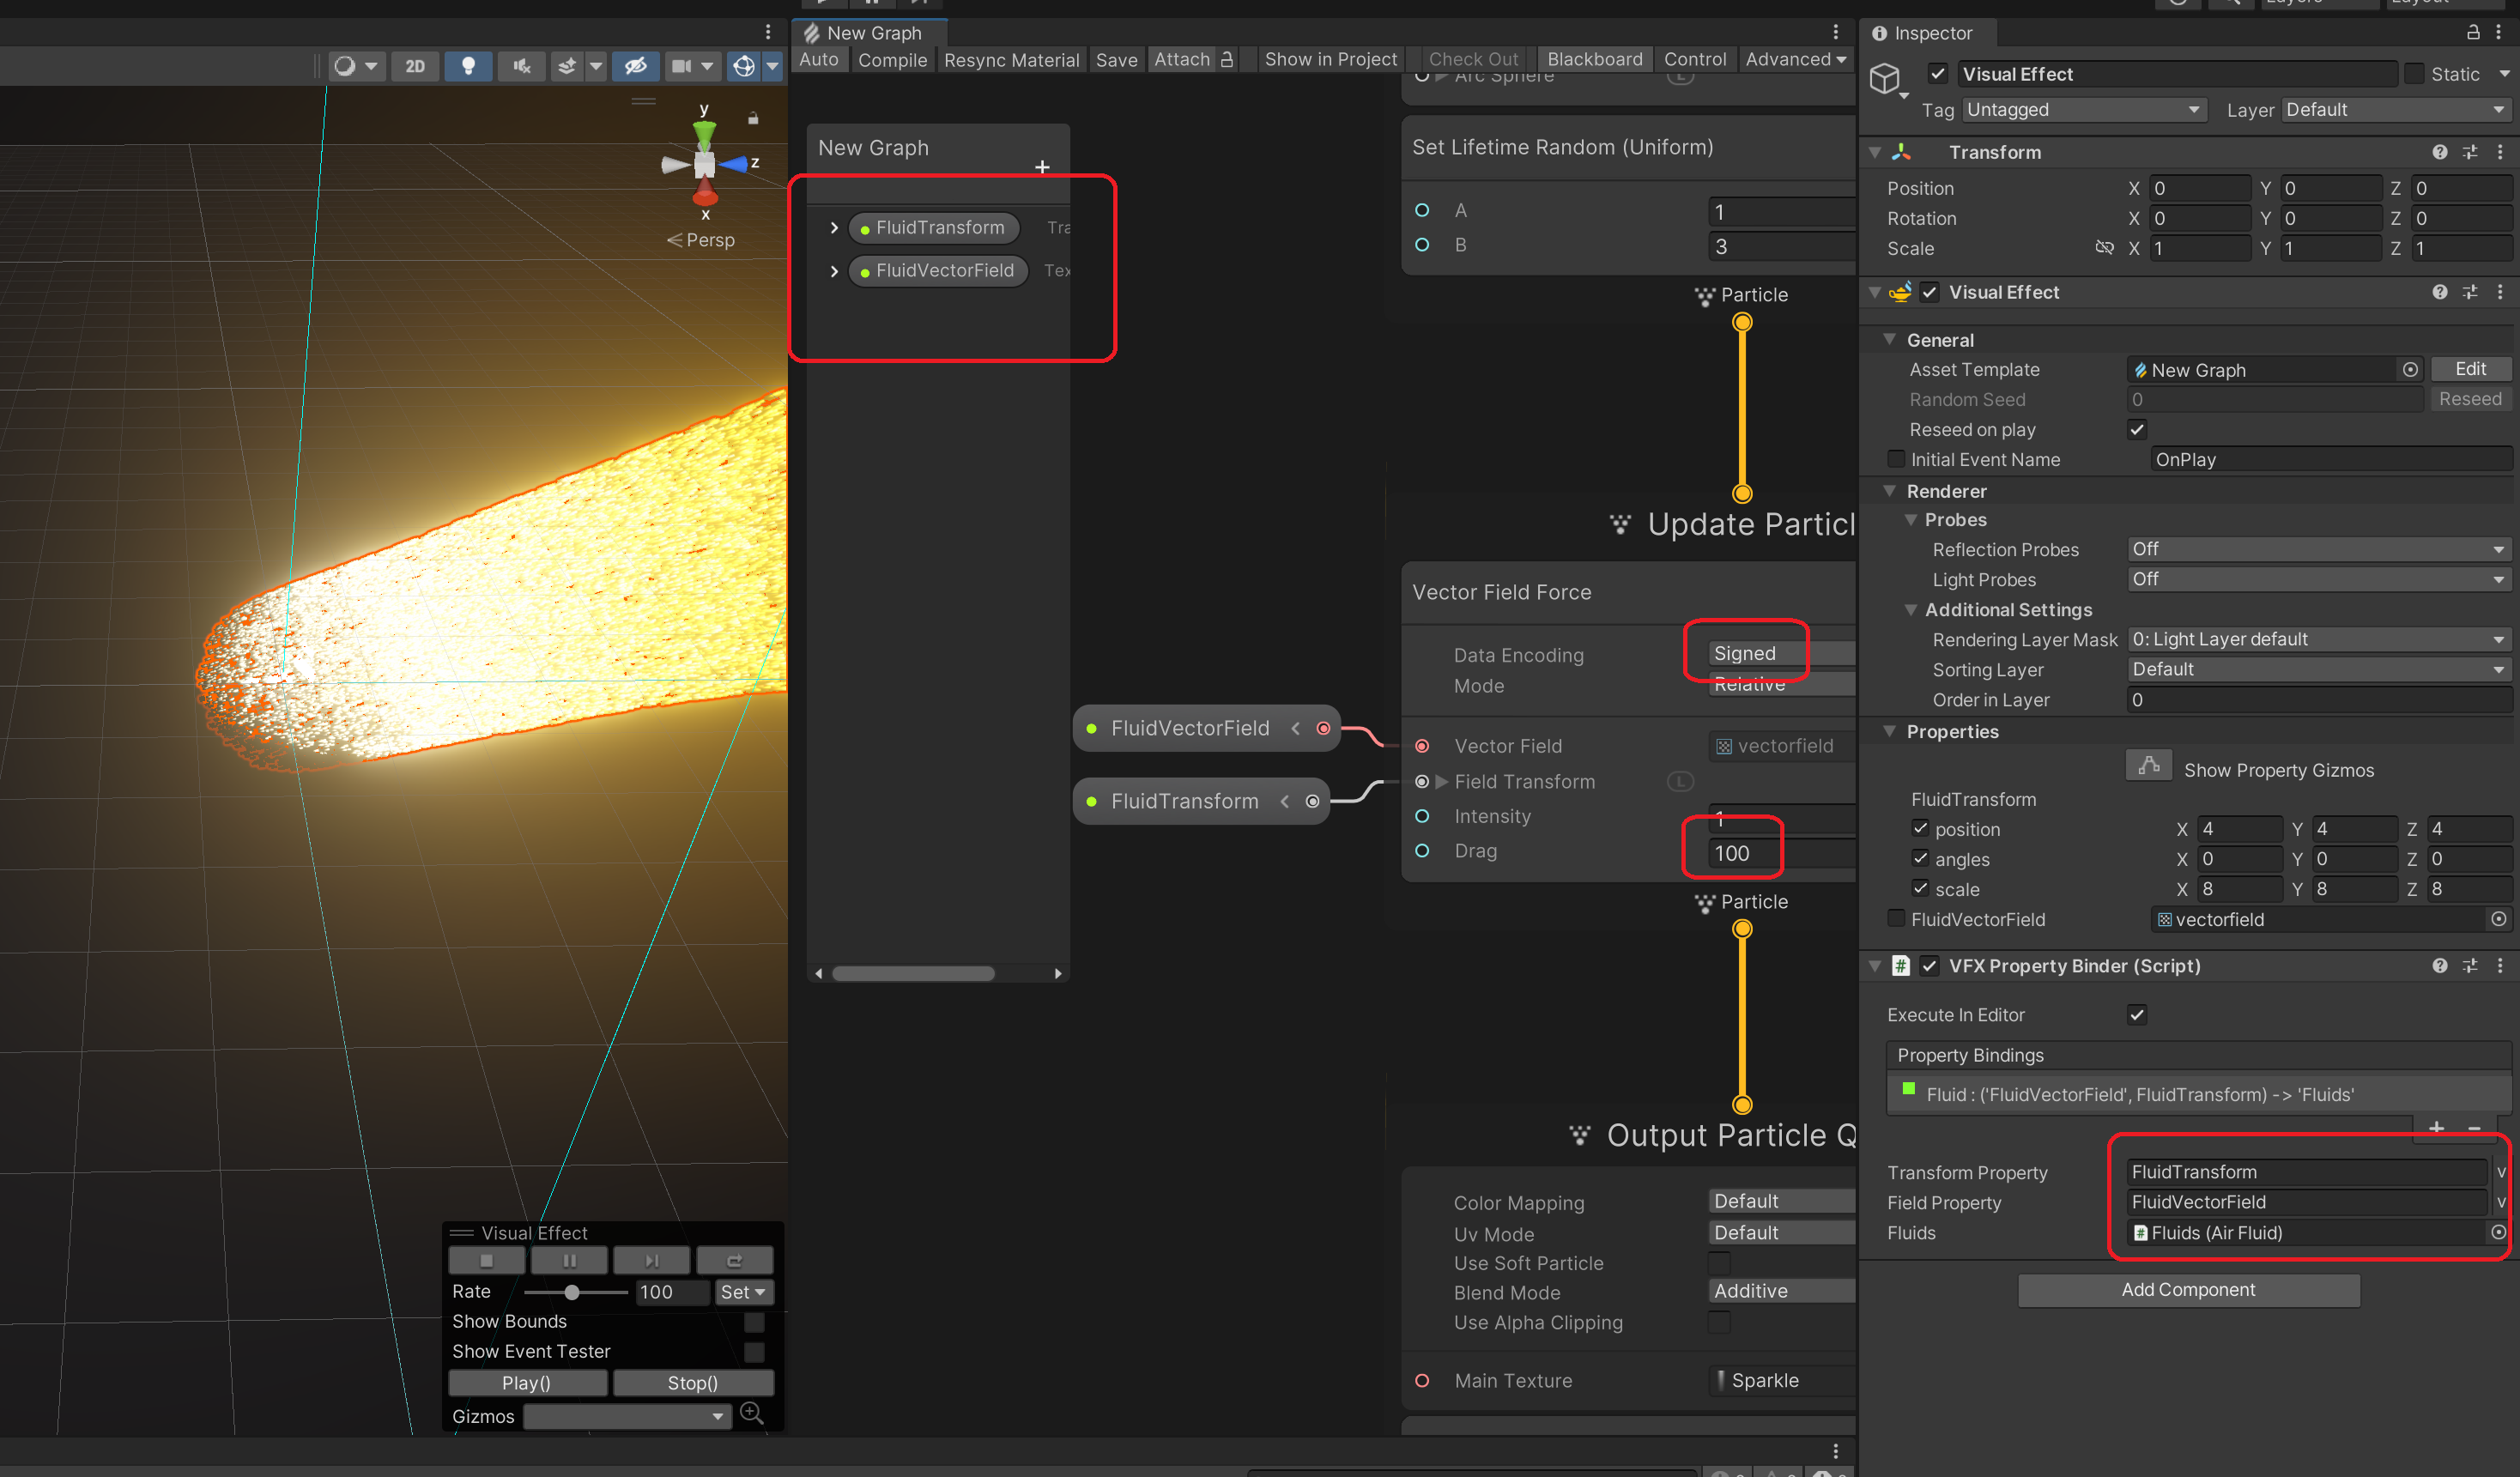 2D
y
z
x
Persp
New Graph
Auto
Compile
Resync Material
Save
Attach
Show in Project
Check Out
Blackboard
Control
Advanced
New Graph
+
FluidTransform
Tra
FluidVectorField
Tex
Arc Sphere
L
Set Lifetime Random (Uniform)
A 1
B 3
Particle
Update Particl
Vector Field Force
Data Encoding Signed
Mode Relative
FluidVectorField
Vector Field vectorfield
Field Transform L
FluidTransform
Intensity 1
Drag 100
Particle
Output Particle Q
Color Mapping Default
Uv Mode Default
Use Soft Particle
Blend Mode Additive
Use Alpha Clipping
Main Texture Sparkle
Visual Effect
Rate 100 Set
Show Bounds
Show Event Tester
Play() Stop()
Gizmos
Layers
Layout
Inspector
Visual Effect Static
Tag Untagged Layer Default
Transform
Position X 0 Y 0 Z 0
Rotation X 0 Y 0 Z 0
Scale X 1 Y 1 Z 1
Visual Effect
General
Asset Template New Graph Edit
Random Seed 0 Reseed
Reseed on play
Initial Event Name OnPlay
Renderer
Probes
Reflection Probes Off
Light Probes Off
Additional Settings
Rendering Layer Mask 0: Light Layer default
Sorting Layer Default
Order in Layer 0
Properties
Show Property Gizmos
FluidTransform
position X 4 Y 4 Z 4
angles X 0 Y 0 Z 0
scale X 8 Y 8 Z 8
FluidVectorField vectorfield
# VFX Property Binder (Script)
Execute In Editor
Property Bindings
Fluid : ('FluidVectorField', FluidTransform) -> 'Fluids'
+ −
Transform Property FluidTransform v
Field Property FluidVectorField v
Fluids # Fluids (Air Fluid)
Add Component